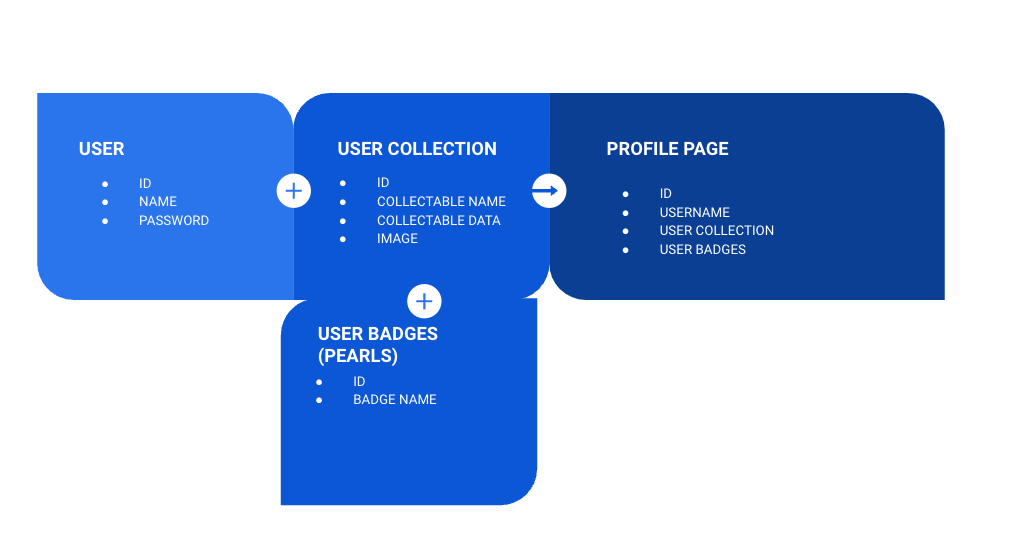 USER
● ID
● NAME
● PASSWORD
USER COLLECTION
● ID
● COLLECTABLE NAME
● COLLECTABLE DATA
● IMAGE
PROFILE PAGE
● ID
● USERNAME
● USER COLLECTION
● USER BADGES
USER BADGES
(PEARLS)
● ID
● BADGE NAME